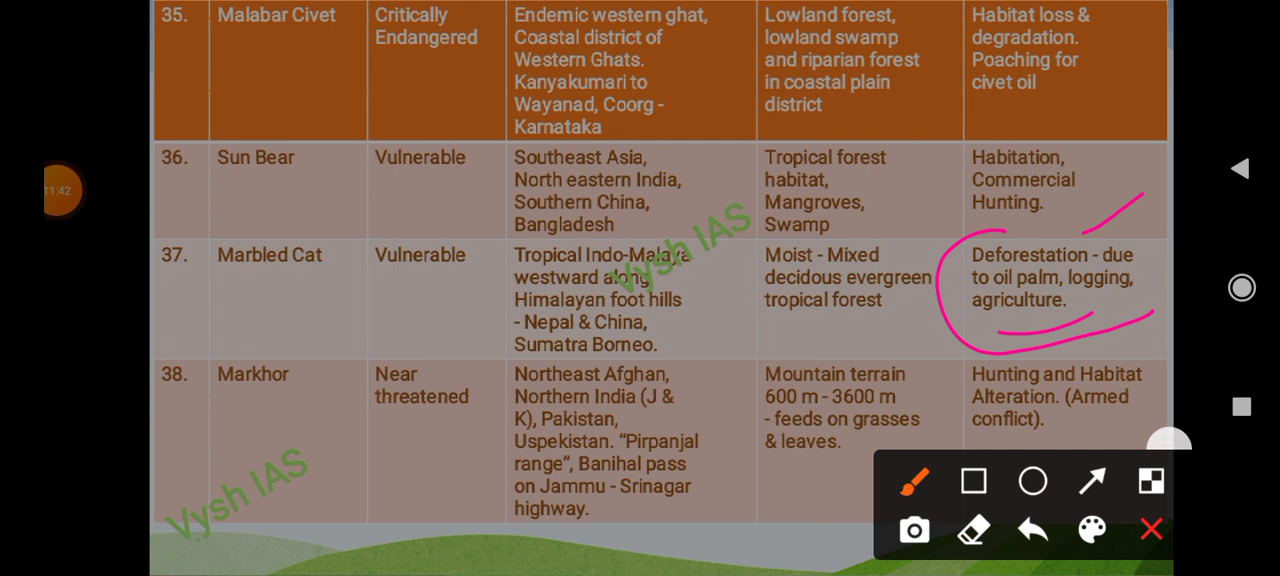 35.
Malabar Civet
Critically
Endangered
Endemic western ghat,
Coastal district of
Western Ghats.
Kanyakumari to
Wayanad, Coorg -
Karnataka
Lowland forest,
lowland swamp
and riparian forest
in coastal plain
district
Habitat loss &
degradation.
Poaching for
civet oil
36.
Sun Bear
Vulnerable
Southeast Asia,
North eastern India,
Southern China,
Bangladesh
Tropical forest
habitat,
Mangroves,
Swamp
Habitation,
Commercial
Hunting.
37.
Marbled Cat
Vulnerable
Tropical Indo-Malaya
westward along
Himalayan foot hills
- Nepal & China,
Sumatra Borneo.
Moist - Mixed
decidous evergreen
tropical forest
Deforestation - due
to oil palm, logging,
agriculture.
38.
Markhor
Near
threatened
Northeast Afghan,
Northern India (J &
K), Pakistan,
Uspekistan. “Pirpanjal
range”, Banihal pass
on Jammu - Srinagar
highway.
Mountain terrain
600 m - 3600 m
- feeds on grasses
& leaves.
Hunting and Habitat
Alteration. (Armed
conflict).
11:42
Vysh IAS
Vysh IAS